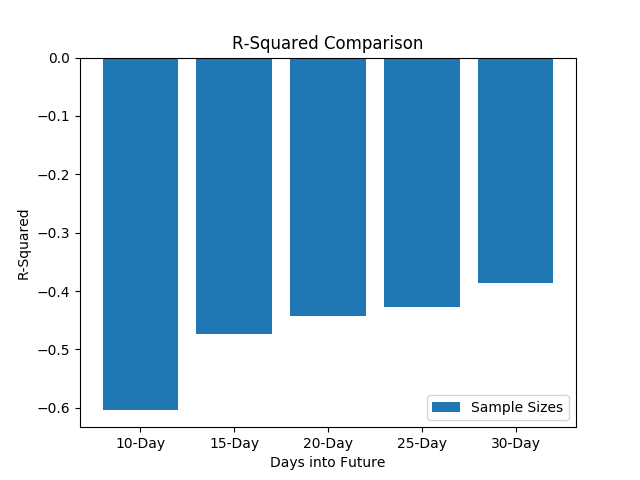 R-Squared Comparison
0.0
−0.1
−0.2
−0.3
−0.4
−0.5
−0.6
R-Squared
Sample Sizes
10-Day 15-Day 20-Day 25-Day 30-Day
Days into Future